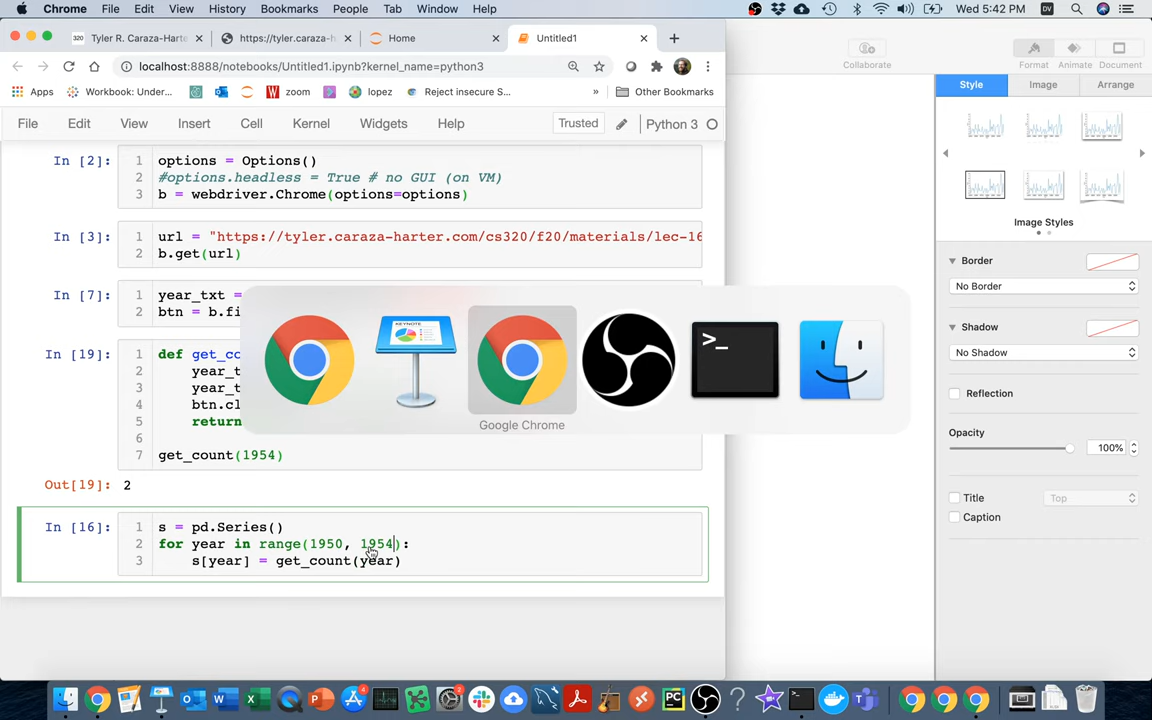 Chrome File Edit View History Bookmarks People Tab Window Help DV Wed 5:42 PM
320 Tyler R. Caraza-Harte
https://tyler.caraza-h
Home
Untitled1
localhost:8888/notebooks/Untitled1.ipynb?kernel_name=python3
Apps Workbook: Under... zoom lopez Reject insecure S... » Other Bookmarks
File Edit View Insert Cell Kernel Widgets Help Trusted Python 3
In [2]:
1 options = Options()
2 #options.headless = True # no GUI (on VM)
3 b = webdriver.Chrome(options=options)
In [3]:
1 url = "https://tyler.caraza-harter.com/cs320/f20/materials/lec-16
2 b.get(url)
In [7]:
1 year_txt =
2 btn = b.fi
In [19]:
1 def get_co
2 year_t
3 year_t
4 btn.cl
5 return
6
7 get_count(1954)
Out[19]: 2
In [16]:
1 s = pd.Series()
2 for year in range(1950, 1954):
3 s[year] = get_count(year)
KEYNOTE
>_
Google Chrome
Collaborate
Format Animate Document
Style Image Arrange
Image Styles
Border
No Border
Shadow
No Shadow
Reflection
Opacity
100%
Title Top
Caption